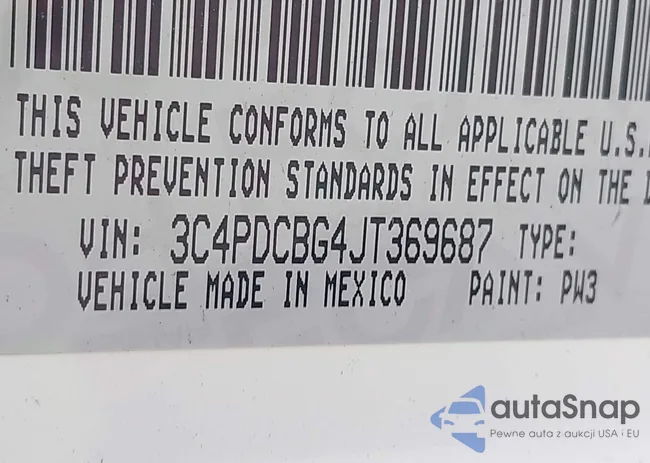 THIS VEHICLE CONFORMS TO ALL APPLICABLE U.S.
THEFT PREVENTION STANDARDS IN EFFECT ON THE
VIN: 3C4PDCBG4JT369687 TYPE:
VEHICLE MADE IN MEXICO PAINT: PW3
autaSnap
Pewne auta z aukcji USA i EU